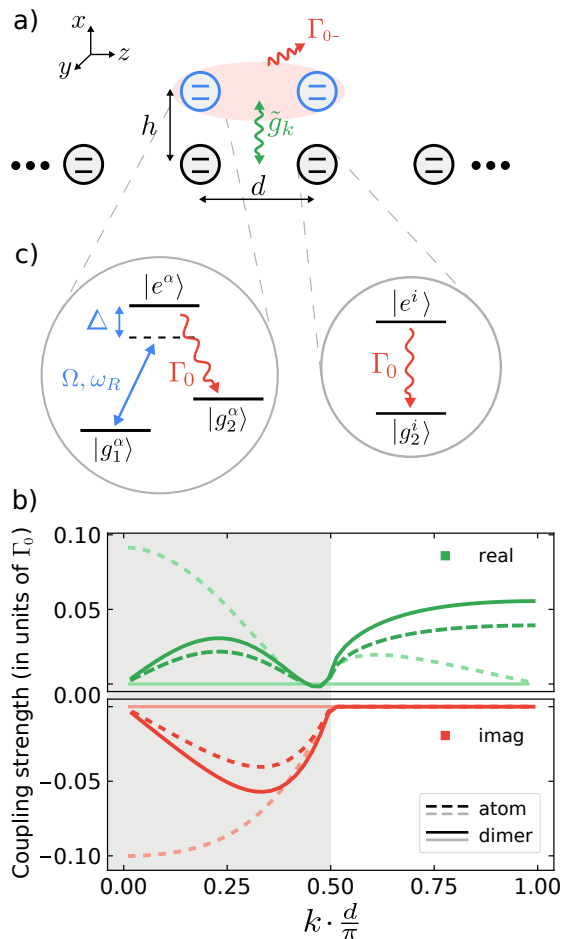 a)
x
y
z
Γ₀₋
h
g̃ₖ
d
c)
|e^α⟩
Δ
Ω, ω_R
Γ₀
|g₁^α⟩
|g₂^α⟩
|e^i⟩
Γ₀
|g₂^i⟩
b)
Coupling strength (in units of Γ₀)
0.10
0.05
0.00
−0.05
−0.10
real
imag
atom
dimer
0.00 0.25 0.50 0.75 1.00
k · d/π